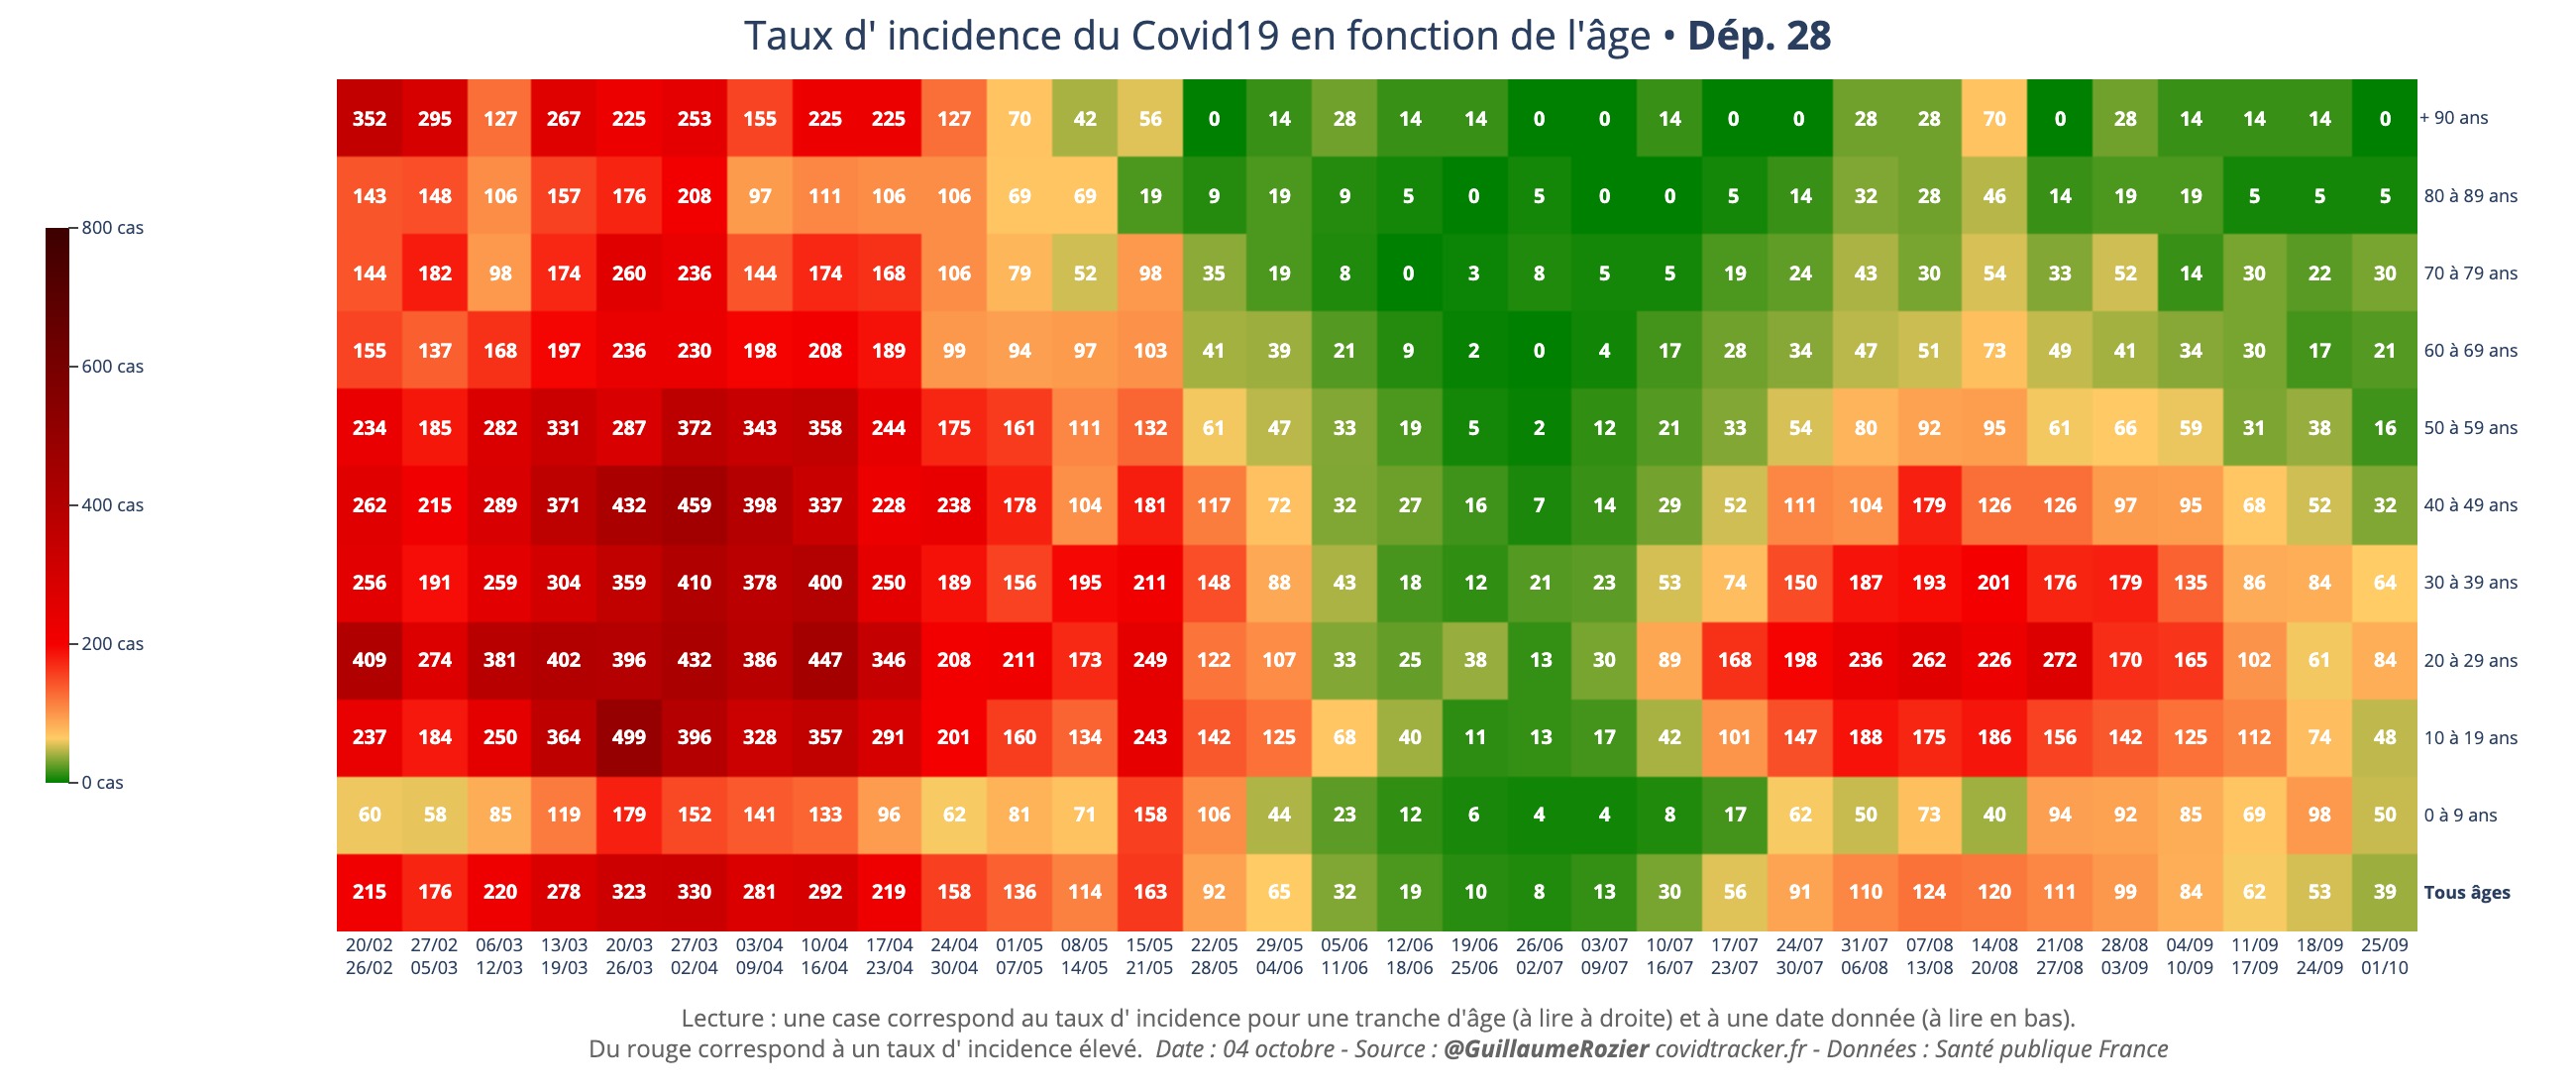 Taux d' incidence du Covid19 en fonction de l'âge • Dép. 28
800 cas
600 cas
400 cas
200 cas
0 cas
352 295 127 267 225 253 155 225 225 127 70 42 56 0 14 28 14 14 0 0 14 0 0 28 28 70 0 28 14 14 14 0 + 90 ans
143 148 106 157 176 208 97 111 106 106 69 69 19 9 19 9 5 0 5 0 0 5 14 32 28 46 14 19 19 5 5 5 80 à 89 ans
144 182 98 174 260 236 144 174 168 106 79 52 98 35 19 8 0 3 8 5 5 19 24 43 30 54 33 52 14 30 22 30 70 à 79 ans
155 137 168 197 236 230 198 208 189 99 94 97 103 41 39 21 9 2 0 4 17 28 34 47 51 73 49 41 34 30 17 21 60 à 69 ans
234 185 282 331 287 372 343 358 244 175 161 111 132 61 47 33 19 5 2 12 21 33 54 80 92 95 61 66 59 31 38 16 50 à 59 ans
262 215 289 371 432 459 398 337 228 238 178 104 181 117 72 32 27 16 7 14 29 52 111 104 179 126 126 97 95 68 52 32 40 à 49 ans
256 191 259 304 359 410 378 400 250 189 156 195 211 148 88 43 18 12 21 23 53 74 150 187 193 201 176 179 135 86 84 64 30 à 39 ans
409 274 381 402 396 432 386 447 346 208 211 173 249 122 107 33 25 38 13 30 89 168 198 236 262 226 272 170 165 102 61 84 20 à 29 ans
237 184 250 364 499 396 328 357 291 201 160 134 243 142 125 68 40 11 13 17 42 101 147 188 175 186 156 142 125 112 74 48 10 à 19 ans
60 58 85 119 179 152 141 133 96 62 81 71 158 106 44 23 12 6 4 4 8 17 62 50 73 40 94 92 85 69 98 50 0 à 9 ans
215 176 220 278 323 330 281 292 219 158 136 114 163 92 65 32 19 10 8 13 30 56 91 110 124 120 111 99 84 62 53 39 Tous âges
20/02 27/02 06/03 13/03 20/03 27/03 03/04 10/04 17/04 24/04 01/05 08/05 15/05 22/05 29/05 05/06 12/06 19/06 26/06 03/07 10/07 17/07 24/07 31/07 07/08 14/08 21/08 28/08 04/09 11/09 18/09 25/09
26/02 05/03 12/03 19/03 26/03 02/04 09/04 16/04 23/04 30/04 07/05 14/05 21/05 28/05 04/06 11/06 18/06 25/06 02/07 09/07 16/07 23/07 30/07 06/08 13/08 20/08 27/08 03/09 10/09 17/09 24/09 01/10
Lecture : une case correspond au taux d' incidence pour une tranche d'âge (à lire à droite) et à une date donnée (à lire en bas).
Du rouge correspond à un taux d' incidence élevé. Date : 04 octobre - Source : @GuillaumeRozier covidtracker.fr - Données : Santé publique France